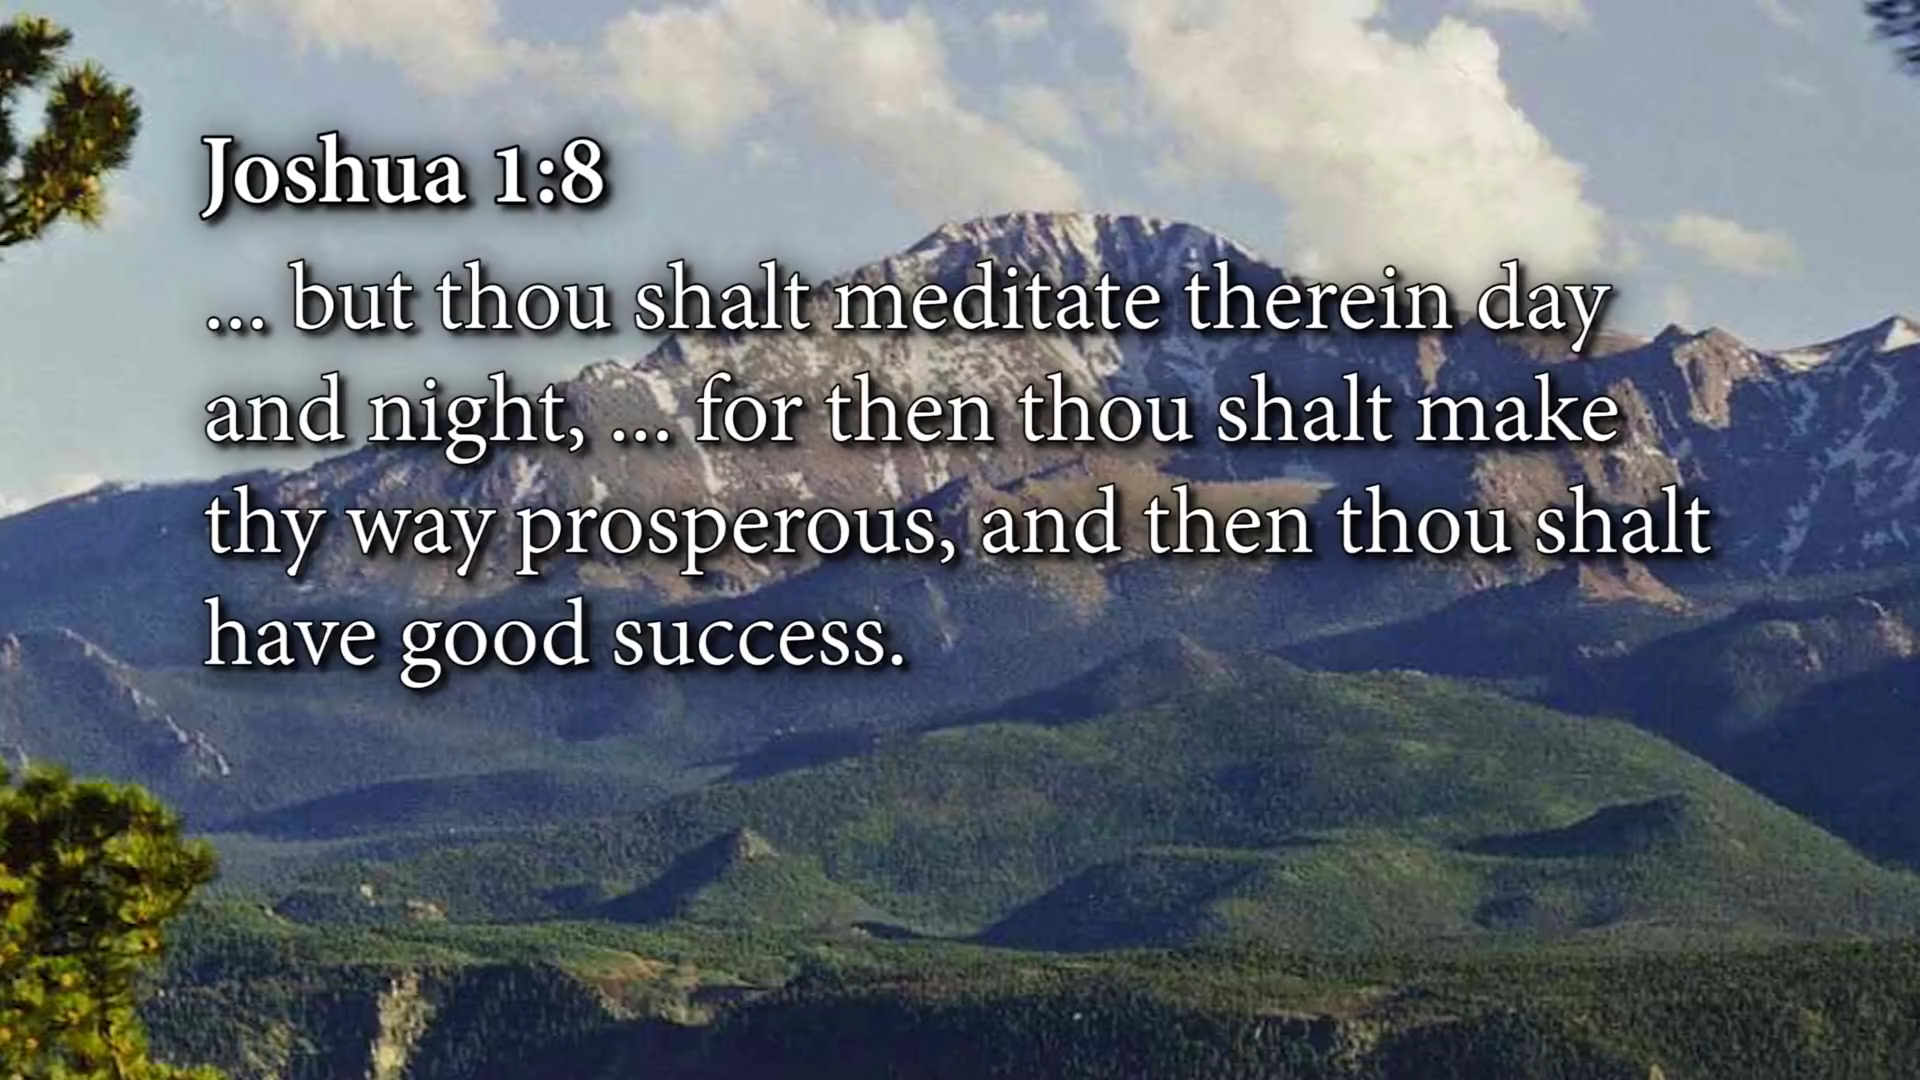 Joshua 1:8
... but thou shalt meditate therein day
and night, ... for then thou shalt make
thy way prosperous, and then thou shalt
have good success.